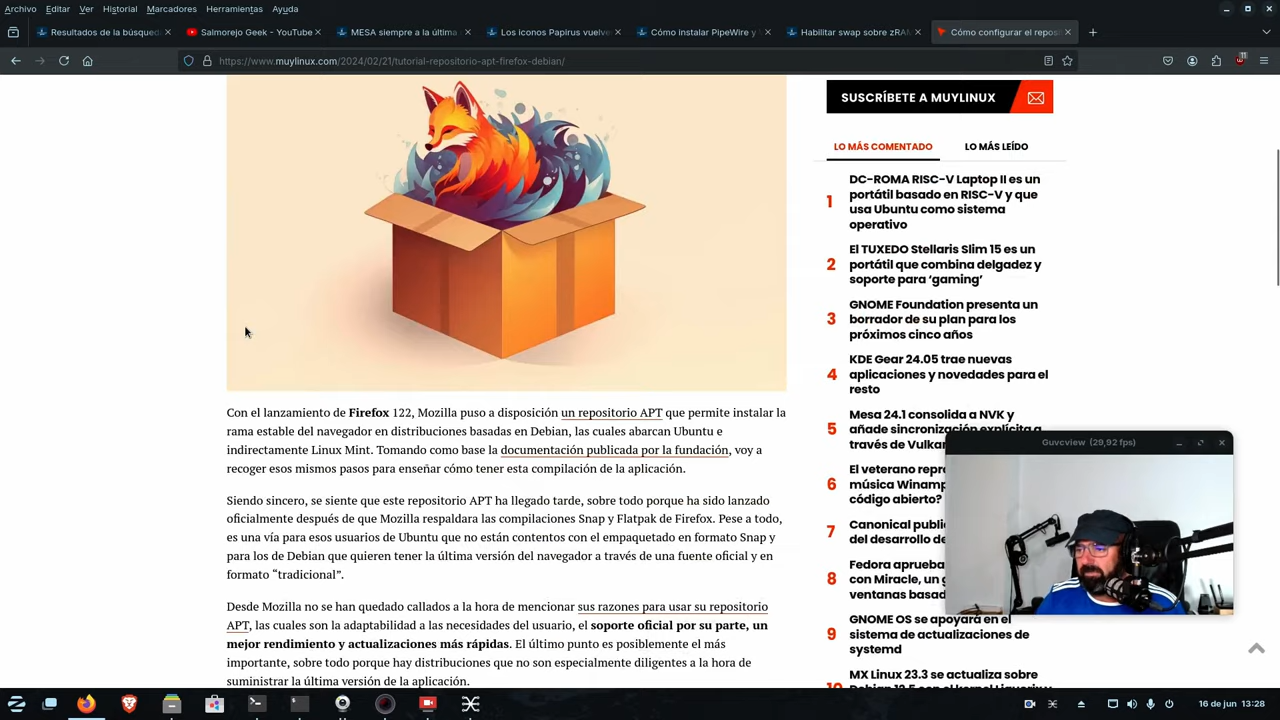 Archivo Editar Ver Historial Marcadores Herramientas Ayuda
Resultados de la búsqued
Salmorejo Geek - YouTube
MESA siempre a la última
Los iconos Papirus vuelve
Cómo instalar PipeWire y
Habilitar swap sobre zRAM
Cómo configurar el reposi
https://www.muylinux.com/2024/02/21/tutorial-repositorio-apt-firefox-debian/
11
Con el lanzamiento de Firefox 122, Mozilla puso a disposición un repositorio APT que permite instalar la
rama estable del navegador en distribuciones basadas en Debian, las cuales abarcan Ubuntu e
indirectamente Linux Mint. Tomando como base la documentación publicada por la fundación, voy a
recoger esos mismos pasos para enseñar cómo tener esta compilación de la aplicación.
Siendo sincero, se siente que este repositorio APT ha llegado tarde, sobre todo porque ha sido lanzado
oficialmente después de que Mozilla respaldara las compilaciones Snap y Flatpak de Firefox. Pese a todo,
es una vía para esos usuarios de Ubuntu que no están contentos con el empaquetado en formato Snap y
para los de Debian que quieren tener la última versión del navegador a través de una fuente oficial y en
formato “tradicional”.
Desde Mozilla no se han quedado callados a la hora de mencionar sus razones para usar su repositorio
APT, las cuales son la adaptabilidad a las necesidades del usuario, el soporte oficial por su parte, un
mejor rendimiento y actualizaciones más rápidas. El último punto es posiblemente el más
importante, sobre todo porque hay distribuciones que no son especialmente diligentes a la hora de
suministrar la última versión de la aplicación.
SUSCRÍBETE A MUYLINUX
LO MÁS COMENTADO LO MÁS LEÍDO
1
DC-ROMA RISC-V Laptop II es un
portátil basado en RISC-V y que
usa Ubuntu como sistema
operativo
2
El TUXEDO Stellaris Slim 15 es un
portátil que combina delgadez y
soporte para ‘gaming’
3
GNOME Foundation presenta un
borrador de su plan para los
próximos cinco años
4
KDE Gear 24.05 trae nuevas
aplicaciones y novedades para el
resto
5
Mesa 24.1 consolida a NVK y
añade sincronización explícita a
través de Vulkan
6
El veterano repr
música Winamp
código abierto?
7
Canonical publi
del desarrollo de
8
Fedora aprueba
con Miracle, un g
ventanas basad
9
GNOME OS se apoyará en el
sistema de actualizaciones de
systemd
10
MX Linux 23.3 se actualiza sobre
Guvcview (29,92 fps)
16 de jun 13:28